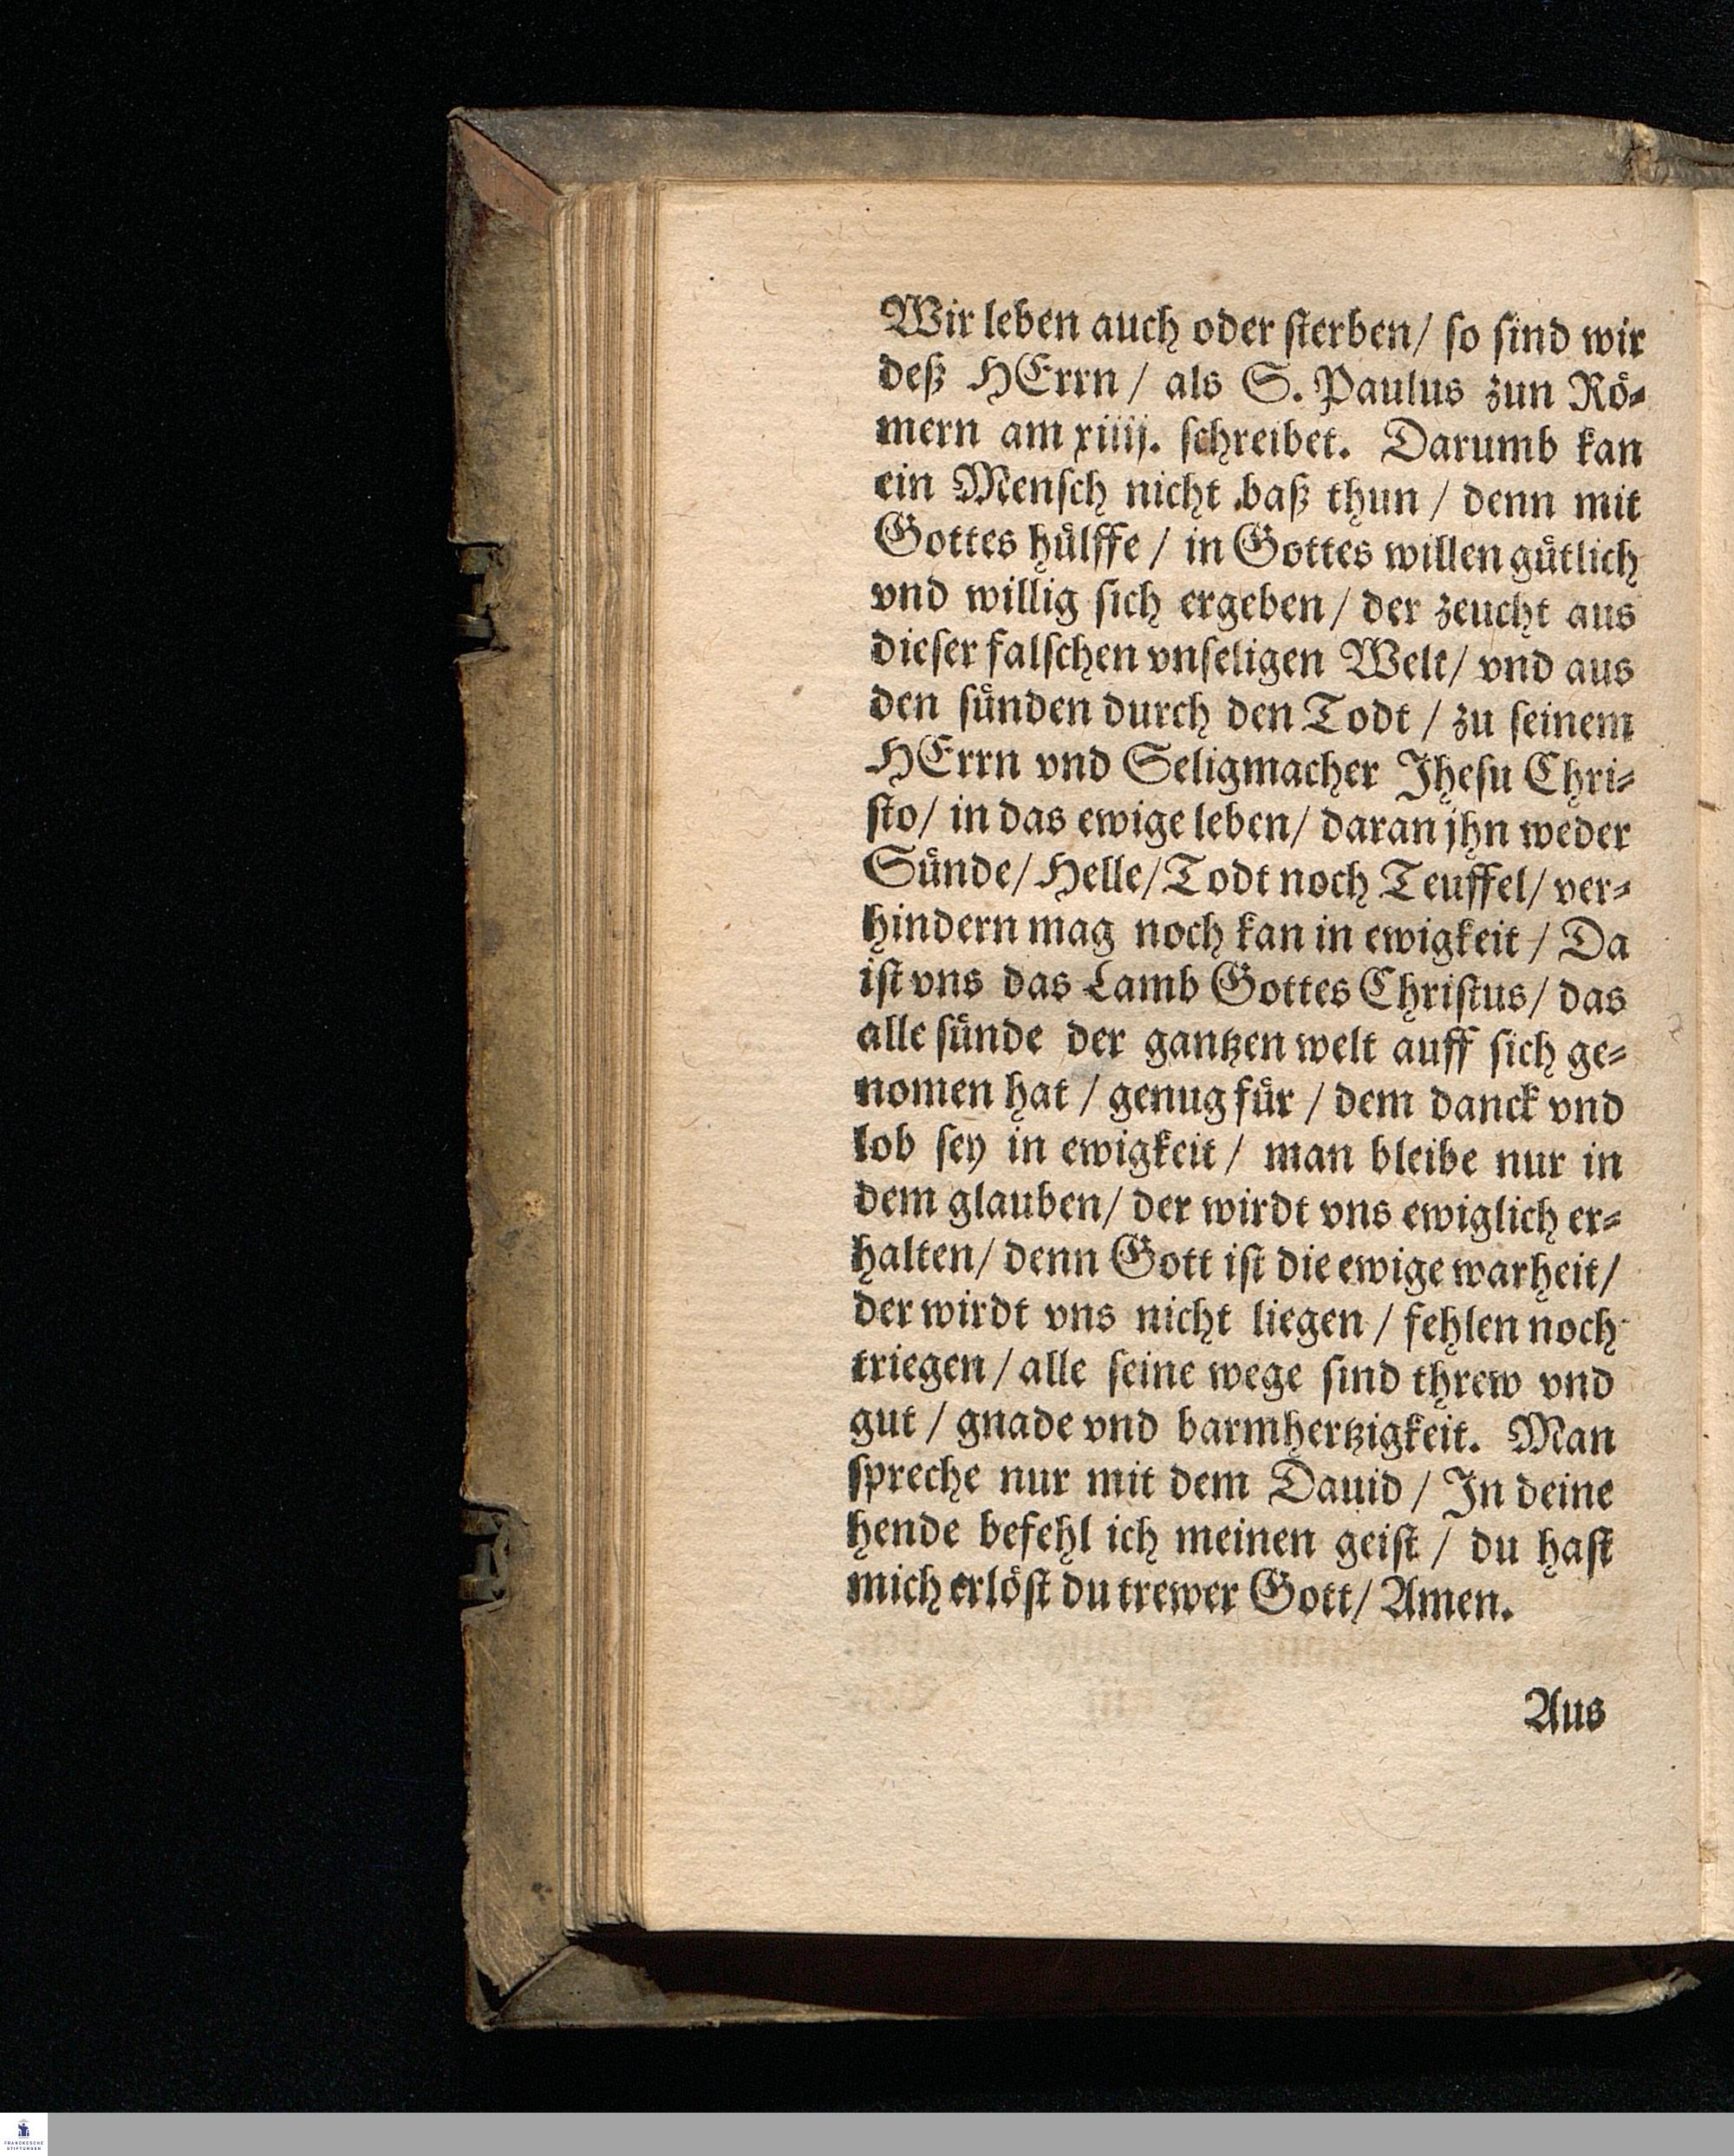 Wir leben auch oder sterben/ so sind wir
deß HErrn / als S. Paulus zun Rö⸗
mern am xiiij. schreibet. Darumb kan
ein Mensch nicht baß thun / denn mit
Gottes hülffe / in Gottes willen gütlich
vnd willig sich ergeben / der zeucht aus
dieser falschen vnseligen Welt/ vnd aus
den sünden durch den Todt / zu seinem
HErrn vnd Seligmacher Jhesu Chri⸗
sto/ in das ewige leben/ daran jhn weder
Sünde/ Helle/ Todt noch Teuffel/ ver⸗
hindern mag noch kan in ewigkeit / Da
ist vns das Lamb Gottes Christus/ das
alle sünde der gantzen welt auff sich ge⸗
nomen hat / genug für / dem danck vnd
lob sey in ewigkeit / man bleibe nur in
dem glauben/ der wirdt vns ewiglich er⸗
halten/ denn Gott ist die ewige warheit/
der wirdt vns nicht liegen / fehlen noch
triegen / alle seine wege sind threw vnd
gut / gnade vnd barmhertzigkeit. Man
spreche nur mit dem Dauid / In deine
hende befehl ich meinen geist / du hast
mich erlöst du trewer Gott/ Amen.
Aus
FRANCKESCHE
STIFTUNGEN